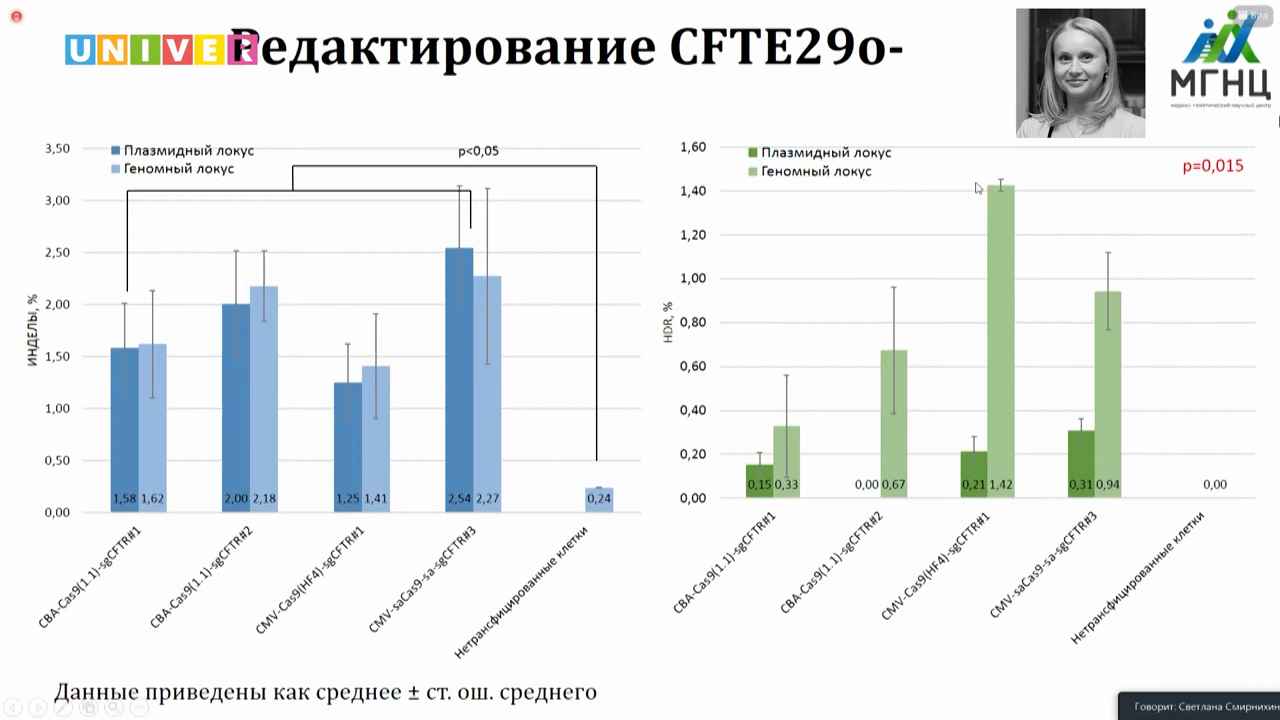 UNIVER
Редактирование CFTE29o-
Вид
МГНЦ
медико-генетический научный центр
Плазмидный локус
Геномный локус
p<0,05
3,50
3,00
2,50
2,00
1,50
1,00
0,50
0,00
ИНДЕЛЫ, %
1,58 1,62 2,00 2,18 1,25 1,41 2,54 2,27 0,24
CBA-Cas9(1.1)-sgCFTR#1
CBA-Cas9(1.1)-sgCFTR#2
CMV-Cas9(HF4)-sgCFTR#1
CMV-saCas9-sa-sgCFTR#3
Нетрансфицированные клетки
Плазмидный локус
Геномный локус
p=0,015
1,60
1,40
1,20
1,00
0,80
0,60
0,40
0,20
0,00
HDR, %
0,15 0,33 0,00 0,67 0,21 1,42 0,31 0,94 0,00
CBA-Cas9(1.1)-sgCFTR#1
CBA-Cas9(1.1)-sgCFTR#2
CMV-Cas9(HF4)-sgCFTR#1
CMV-saCas9-sa-sgCFTR#3
Нетрансфицированные клетки
Данные приведены как среднее ± ст. ош. среднего
Говорит: Светлана Смирнихин